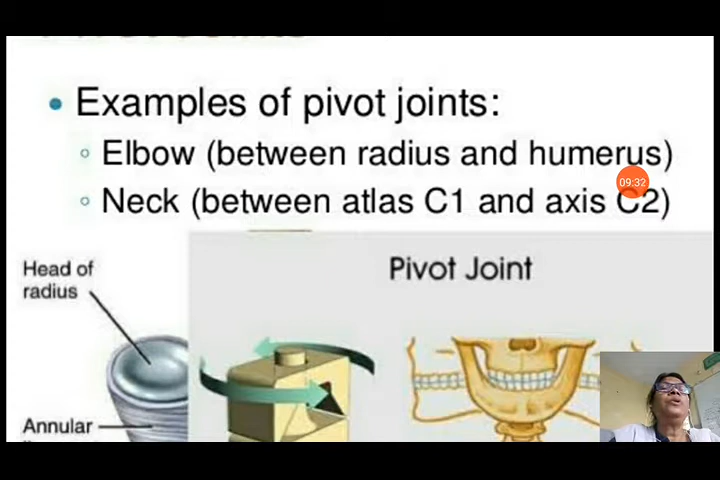 Examples of pivot joints:
Elbow (between radius and humerus)
Neck (between atlas C1 and axis C2)
09:32
Head of
radius
Pivot Joint
Annular